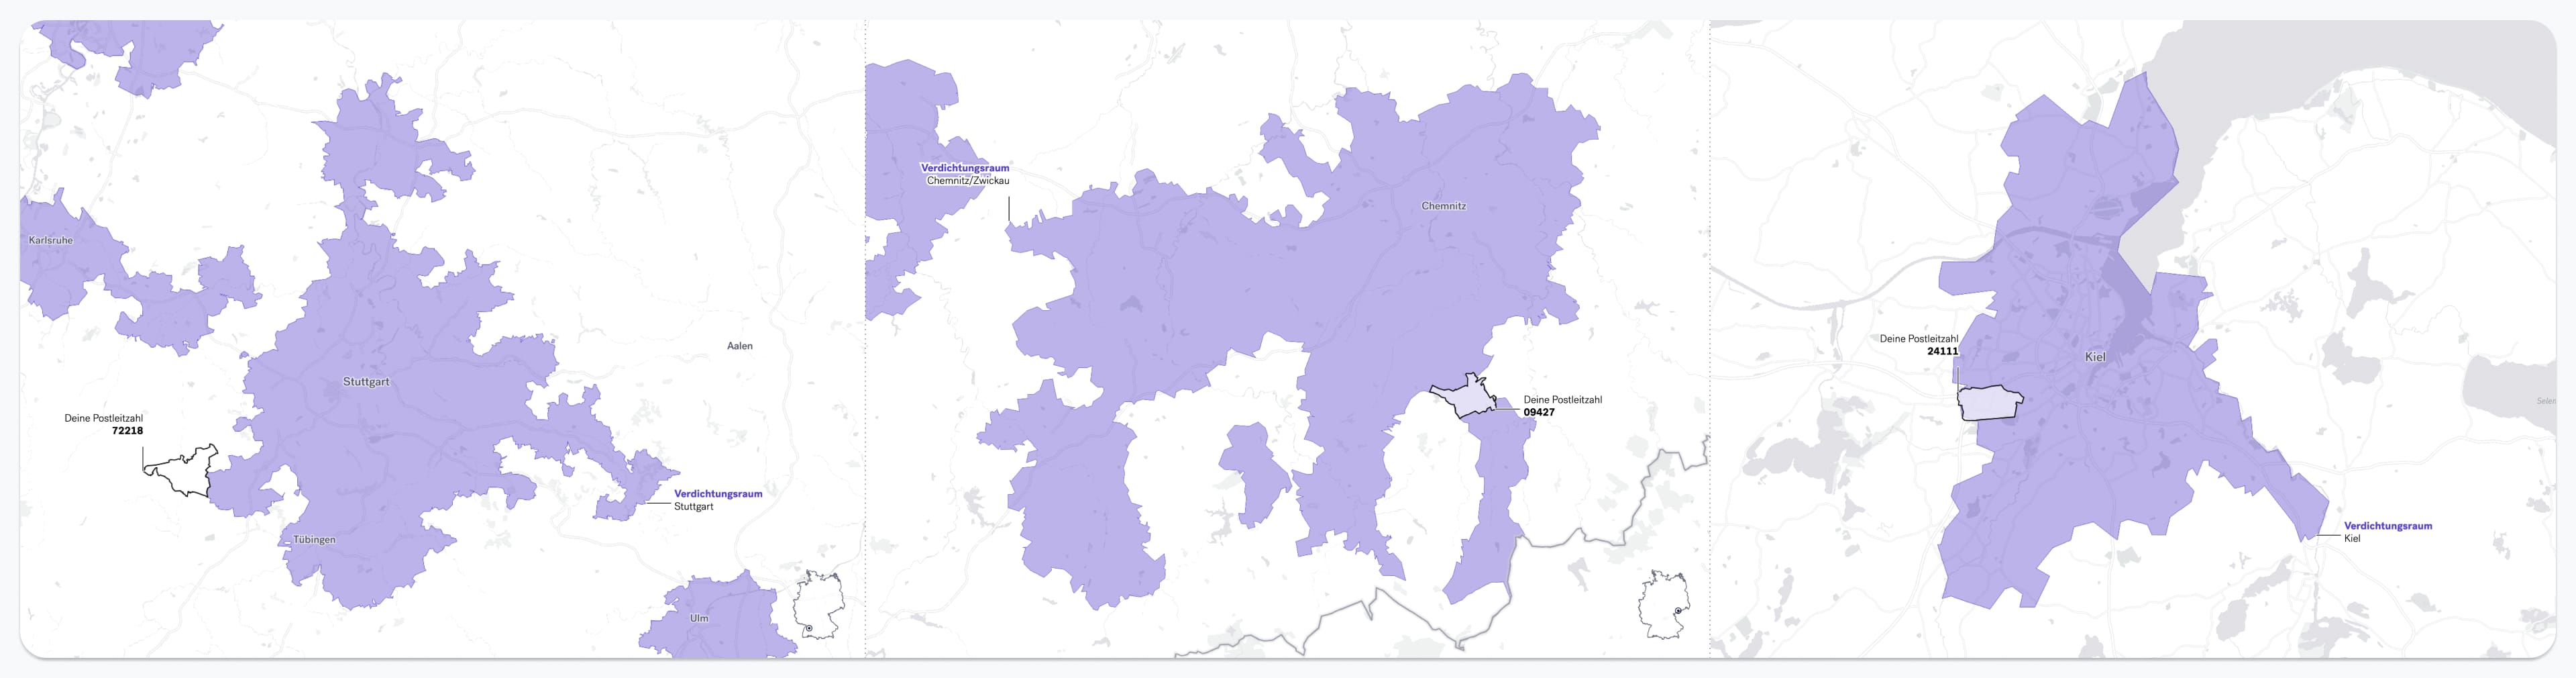 Karlsruhe
Stuttgart
Aalen
Deine Postleitzahl
72218
Verdichtungsraum
Stuttgart
Tübingen
Ulm
Verdichtungsraum
Chemnitz/Zwickau
Chemnitz
Deine Postleitzahl
09427
Deine Postleitzahl
24111
Kiel
Selen
Verdichtungsraum
Kiel